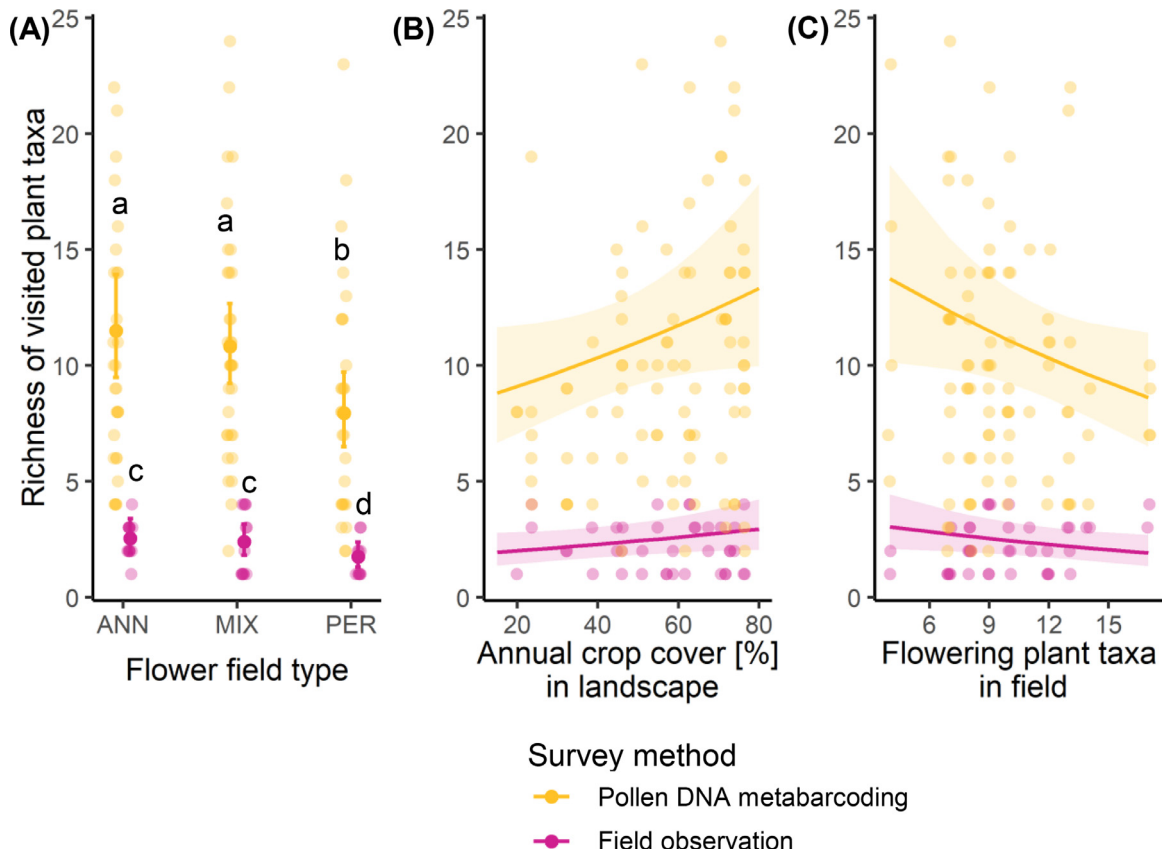 (A)
25
20
15
10
5
0
Richness of visited plant taxa
a
a
b
c
c
d
ANN MIX PER
Flower field type
(B)
25
20
15
10
5
0
20 40 60 80
Annual crop cover [%]
in landscape
(C)
25
20
15
10
5
0
6 9 12 15
Flowering plant taxa
in field
Survey method
Pollen DNA metabarcoding
Field observation